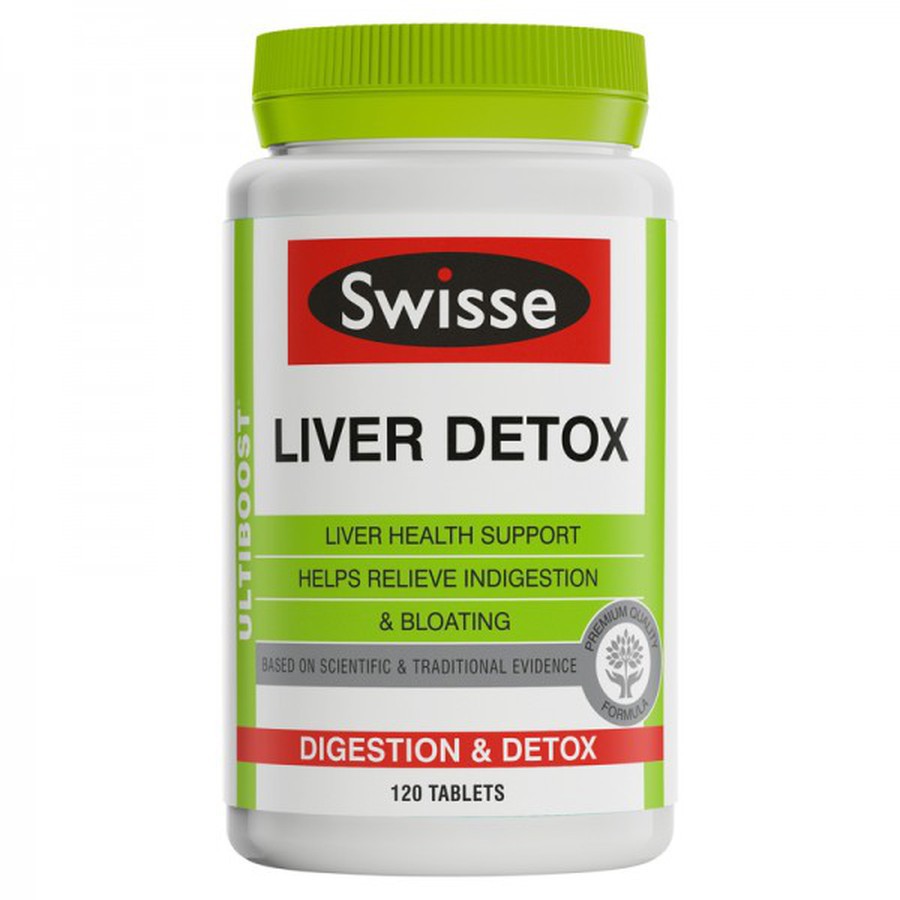 Swisse
LIVER DETOX
ULTIBOOST
LIVER HEALTH SUPPORT
HELPS RELIEVE INDIGESTION
& BLOATING
BASED ON SCIENTIFIC & TRADITIONAL EVIDENCE
PREMIUM QUALITY
FORMULA
DIGESTION & DETOX
120 TABLETS